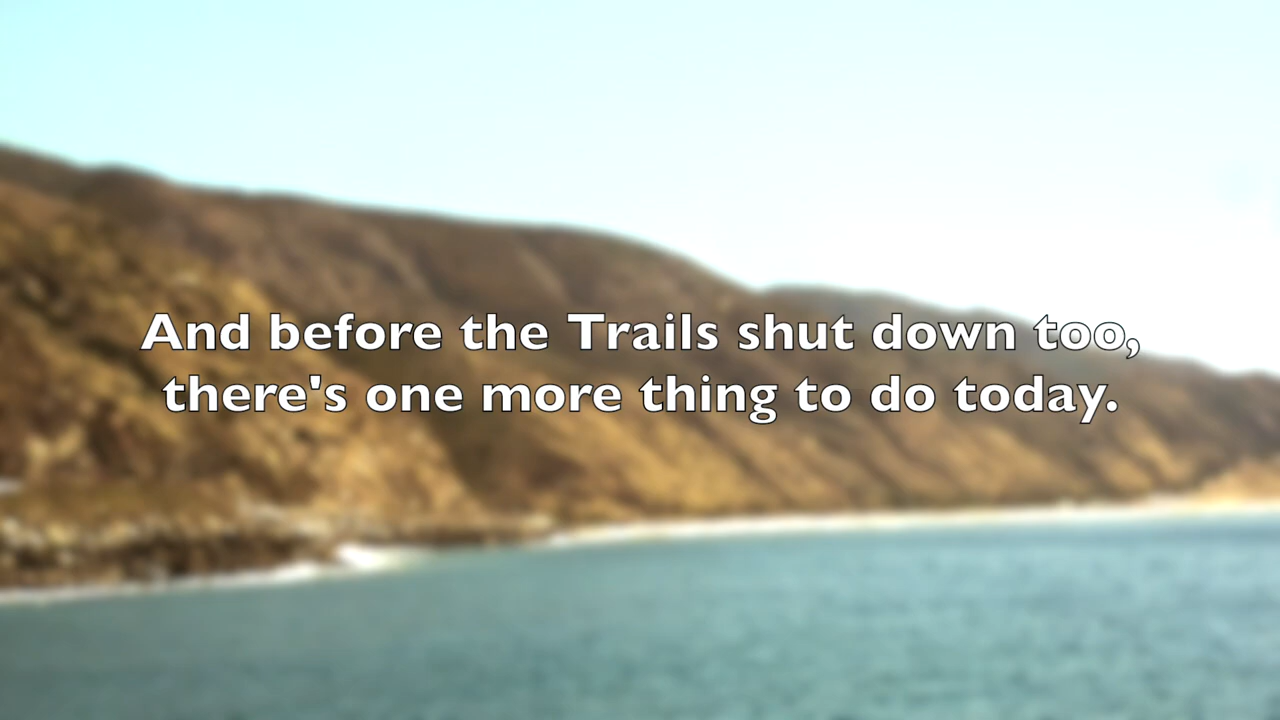 And before the Trails shut down too,
there's one more thing to do today.